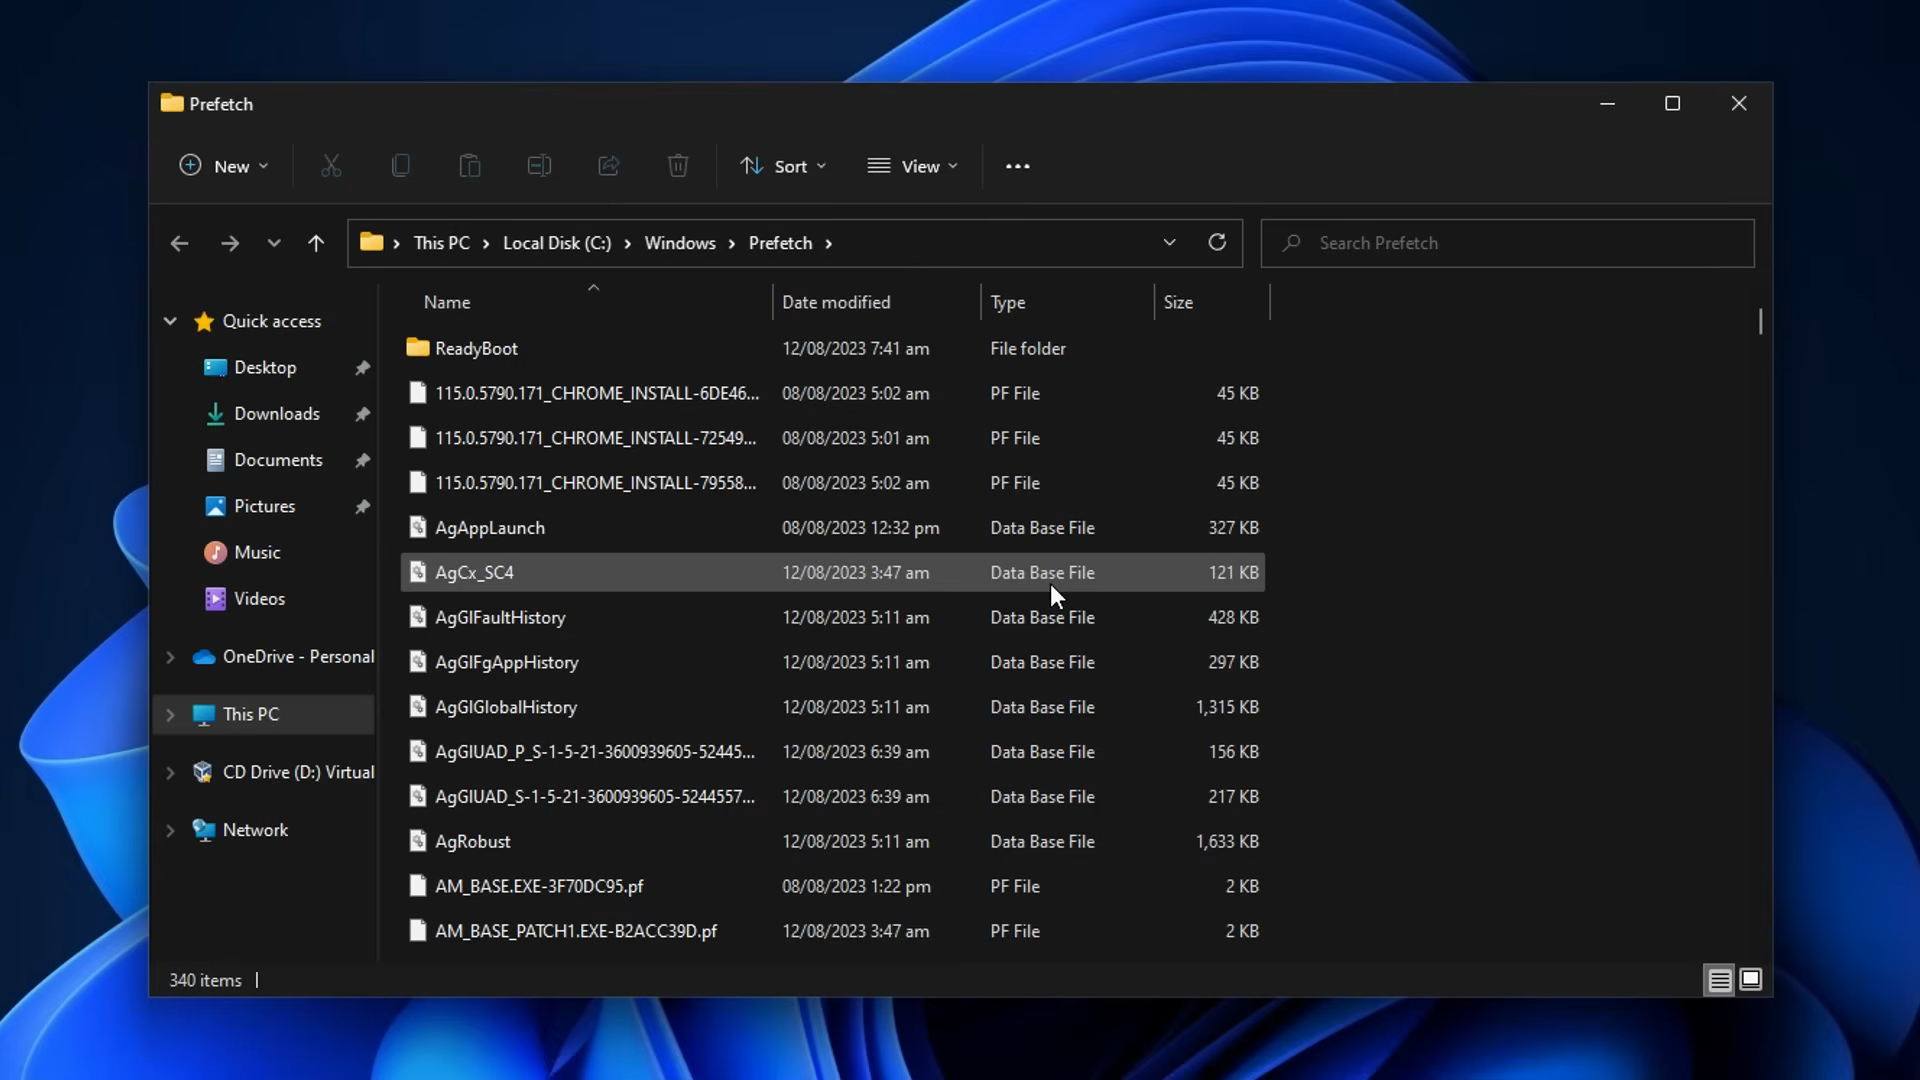 Prefetch
New
Sort
View
This PC
Local Disk (C:)
Windows
Prefetch
Search Prefetch
Name
Date modified
Type
Size
Quick access
Desktop
Downloads
Documents
Pictures
Music
Videos
OneDrive - Personal
This PC
CD Drive (D:) Virtual
Network
ReadyBoot 12/08/2023 7:41 am File folder
115.0.5790.171_CHROME_INSTALL-6DE46... 08/08/2023 5:02 am PF File 45 KB
115.0.5790.171_CHROME_INSTALL-72549... 08/08/2023 5:01 am PF File 45 KB
115.0.5790.171_CHROME_INSTALL-79558... 08/08/2023 5:02 am PF File 45 KB
AgAppLaunch 08/08/2023 12:32 pm Data Base File 327 KB
AgCx_SC4 12/08/2023 3:47 am Data Base File 121 KB
AgGlFaultHistory 12/08/2023 5:11 am Data Base File 428 KB
AgGlFgAppHistory 12/08/2023 5:11 am Data Base File 297 KB
AgGlGlobalHistory 12/08/2023 5:11 am Data Base File 1,315 KB
AgGlUAD_P_S-1-5-21-3600939605-52445... 12/08/2023 6:39 am Data Base File 156 KB
AgGlUAD_S-1-5-21-3600939605-5244557... 12/08/2023 6:39 am Data Base File 217 KB
AgRobust 12/08/2023 5:11 am Data Base File 1,633 KB
AM_BASE.EXE-3F70DC95.pf 08/08/2023 1:22 pm PF File 2 KB
AM_BASE_PATCH1.EXE-B2ACC39D.pf 12/08/2023 3:47 am PF File 2 KB
340 items